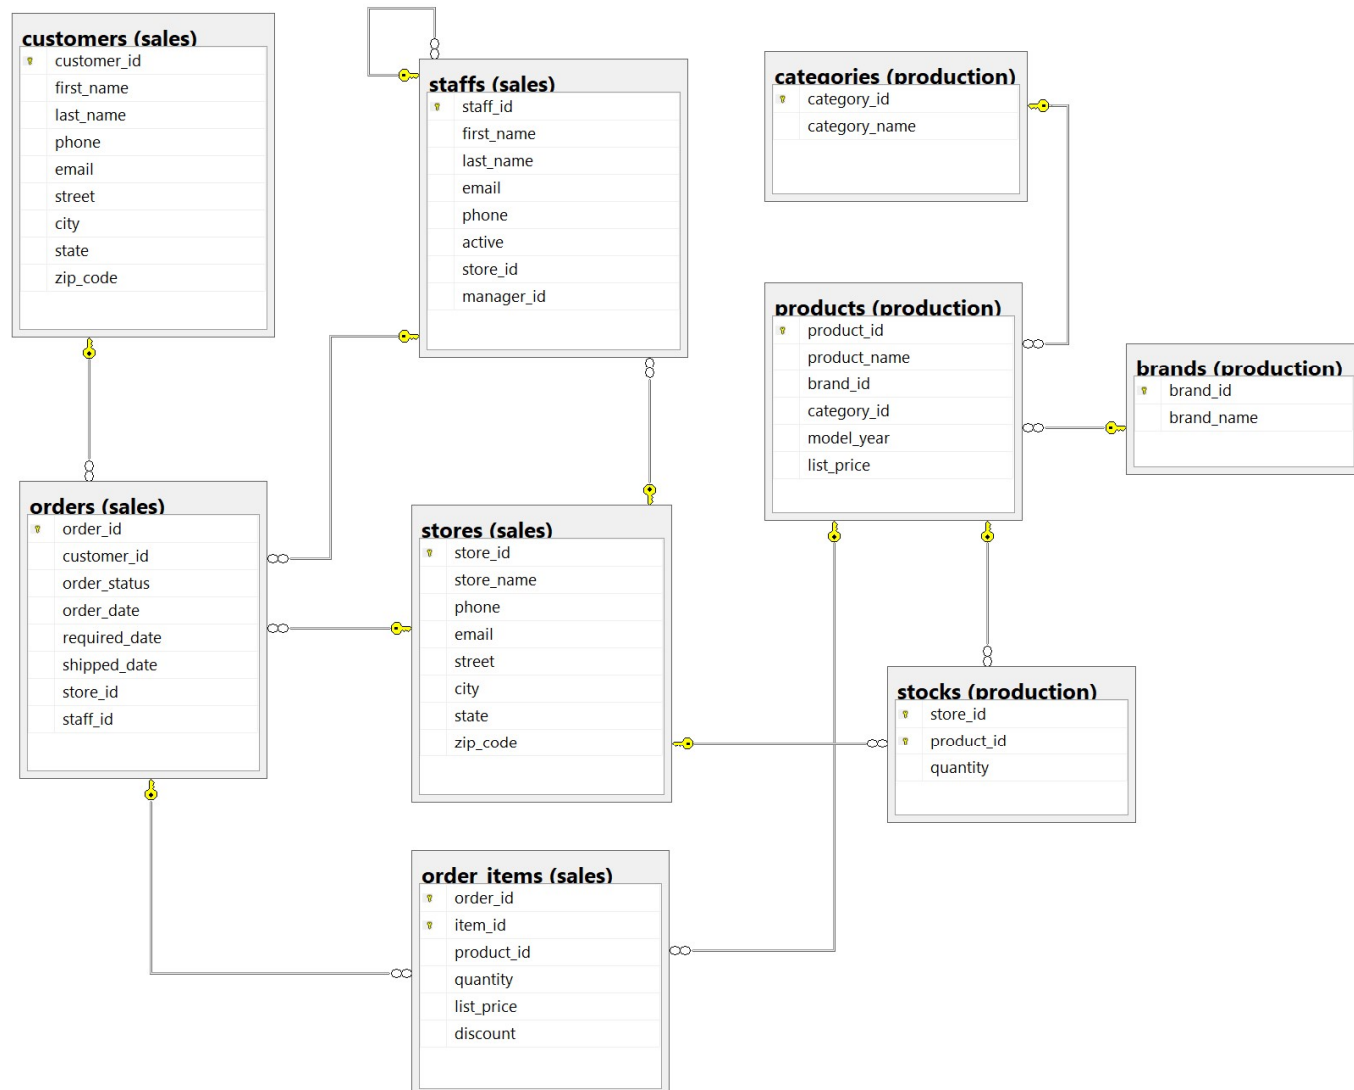 customers (sales)
customer_id
first_name
last_name
phone
email
street
city
state
zip_code
staffs (sales)
staff_id
first_name
last_name
email
phone
active
store_id
manager_id
categories (production)
category_id
category_name
products (production)
product_id
product_name
brand_id
category_id
model_year
list_price
brands (production)
brand_id
brand_name
orders (sales)
order_id
customer_id
order_status
order_date
required_date
shipped_date
store_id
staff_id
stores (sales)
store_id
store_name
phone
email
street
city
state
zip_code
stocks (production)
store_id
product_id
quantity
order_items (sales)
order_id
item_id
product_id
quantity
list_price
discount